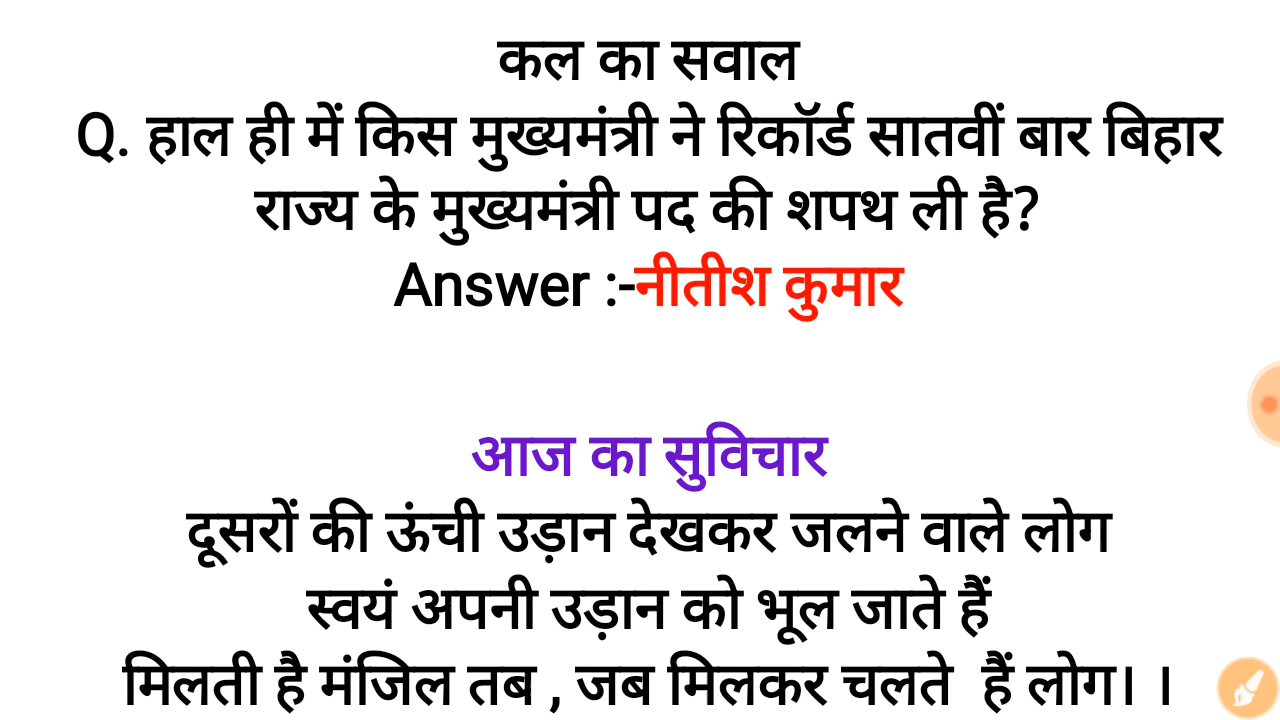 कल का सवाल
Q. हाल ही में किस मुख्यमंत्री ने रिकॉर्ड सातवीं बार बिहार
राज्य के मुख्यमंत्री पद की शपथ ली है?
Answer :-नीतीश कुमार
आज का सुविचार
दूसरों की ऊंची उड़ान देखकर जलने वाले लोग
स्वयं अपनी उड़ान को भूल जाते हैं
मिलती है मंजिल तब , जब मिलकर चलते  हैं लोग। ।